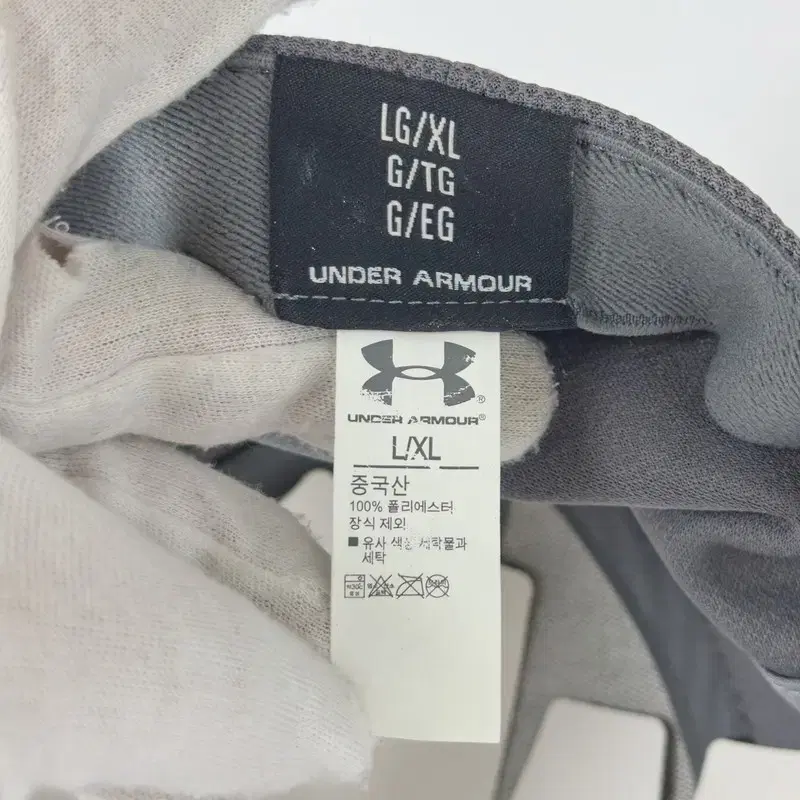 LG/XL
G/TG
G/EG
UNDER ARMOUR
UNDER ARMOUR®
L/XL
중국산
100% 폴리에스터
장식 제외
■ 유사 색상 세탁물과
세탁